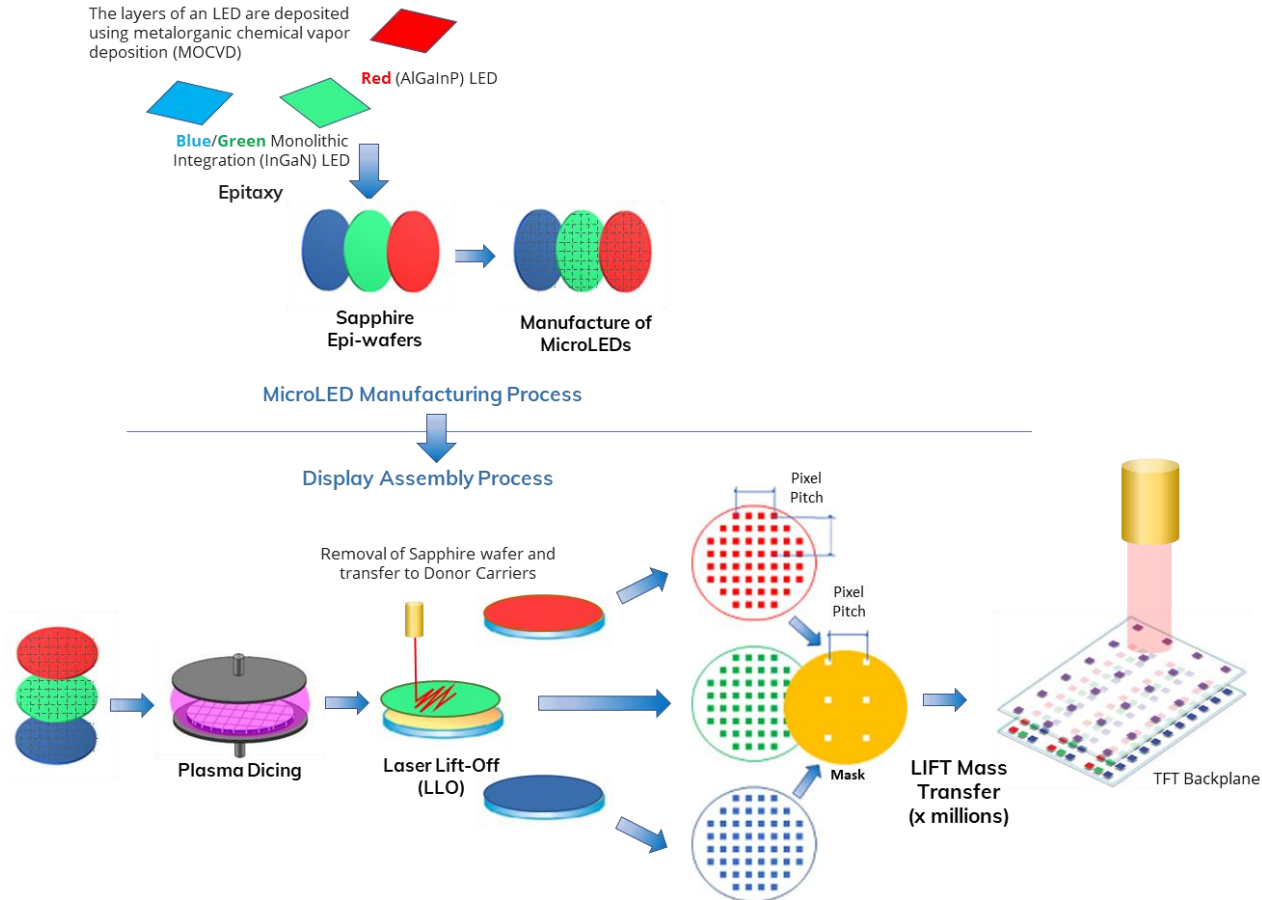 The layers of an LED are deposited
using metalorganic chemical vapor
deposition (MOCVD)
Red (AlGaInP) LED
Blue/Green Monolithic
Integration (InGaN) LED
Epitaxy
Sapphire
Epi-wafers
Manufacture of
MicroLEDs
MicroLED Manufacturing Process
Display Assembly Process
Pixel
Pitch
Removal of Sapphire wafer and
transfer to Donor Carriers
Pixel
Pitch
Plasma Dicing
Laser Lift-Off
(LLO)
Mask
LIFT Mass
Transfer
(x millions)
TFT Backplane